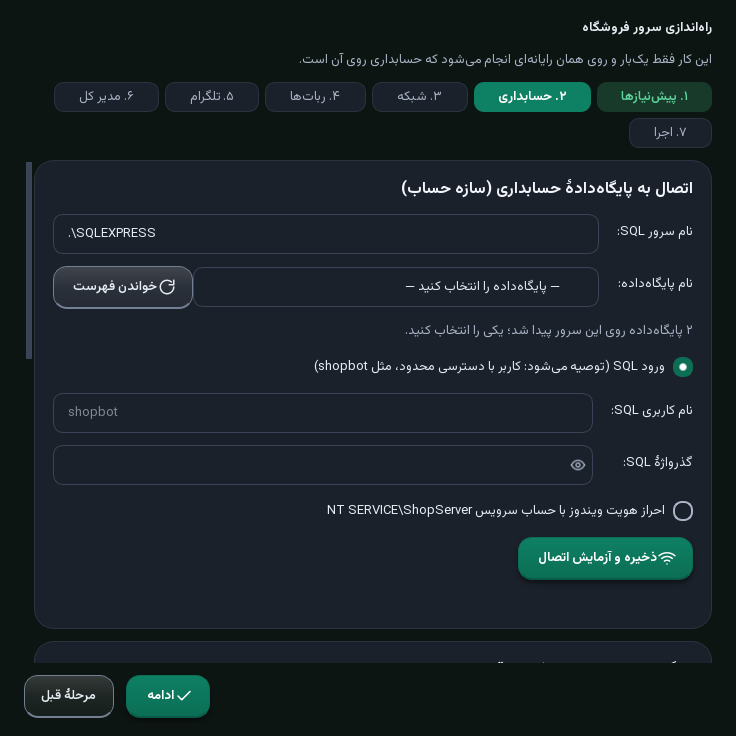 راه‌اندازی سرور فروشگاه
این کار فقط یک‌بار و روی همان رایانه‌ای انجام می‌شود که حسابداری روی آن است.
۱. پیش‌نیازها
۲. حسابداری
۳. شبکه
۴. ربات‌ها
۵. تلگرام
۶. مدیر کل
۷. اجرا
اتصال به پایگاه‌دادهٔ حسابداری (سازه حساب)
نام سرور SQL:
.\SQLEXPRESS
نام پایگاه‌داده:
— پایگاه‌داده را انتخاب کنید —
خواندن فهرست
۲ پایگاه‌داده روی این سرور پیدا شد؛ یکی را انتخاب کنید.
ورود SQL (توصیه می‌شود: کاربر با دسترسی محدود، مثل shopbot)
نام کاربری SQL:
shopbot
گذرواژهٔ SQL:
احراز هویت ویندوز با حساب سرویس NT SERVICE\ShopServer
ذخیره و آزمایش اتصال
ادامه
مرحلهٔ قبل